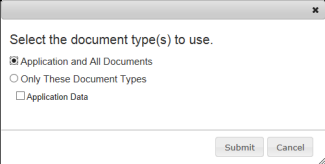 Select the document type(s) to use.
Application and All Documents
Only These Document Types
Application Data
Submit Cancel